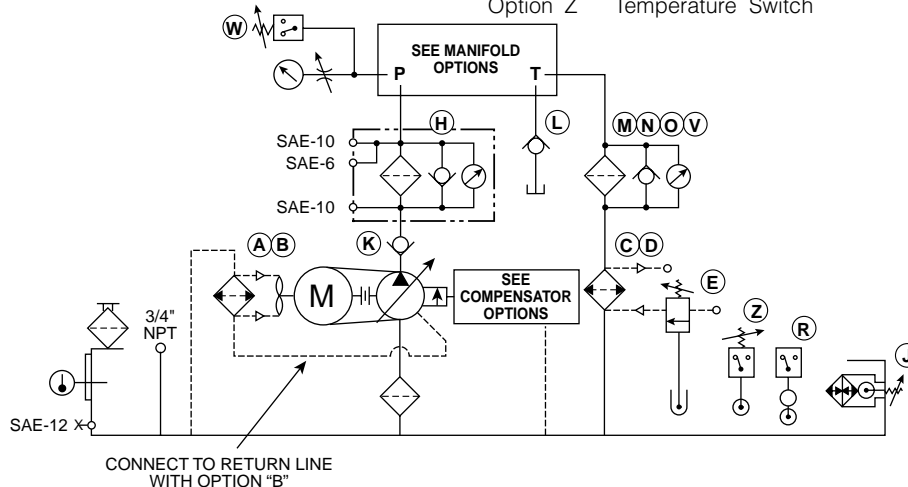 Option Z Temperature Switch
W
SEE MANIFOLD
OPTIONS
P
T
H
L
M N O V
SAE-10
SAE-6
SAE-10
A B
K
C D
E
M
SEE
COMPENSATOR
OPTIONS
Z
R
J
3/4"
NPT
SAE-12 X
CONNECT TO RETURN LINE
WITH OPTION "B"